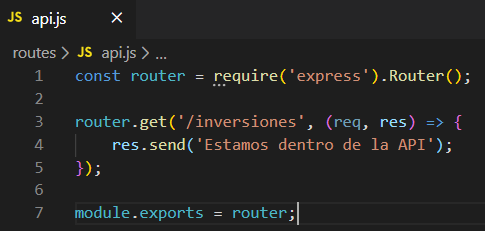 JS api.js ×
routes > JS api.js > ...
1 const router = require('express').Router();
2
3 router.get('/inversiones', (req, res) => {
4     res.send('Estamos dentro de la API');
5 });
6
7 module.exports = router;